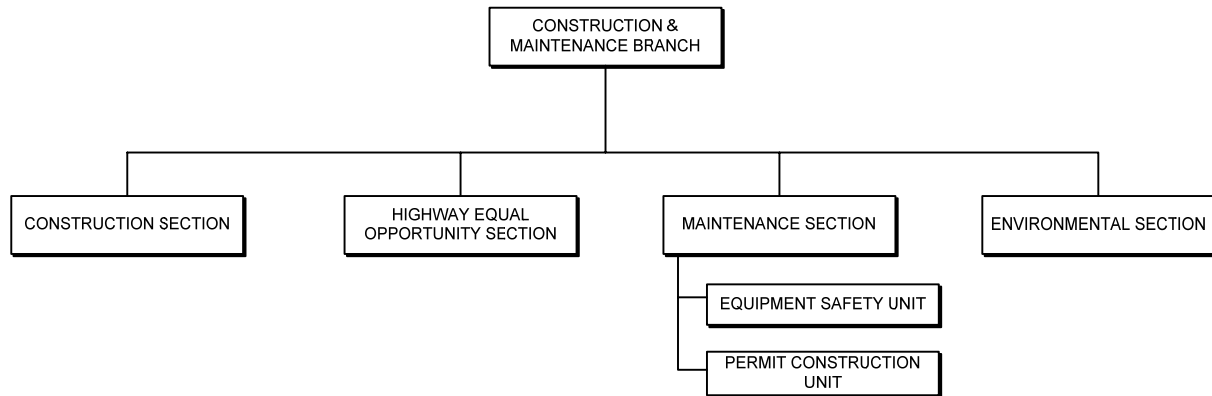 CONSTRUCTION &
MAINTENANCE BRANCH
CONSTRUCTION SECTION
HIGHWAY EQUAL
OPPORTUNITY SECTION
MAINTENANCE SECTION
ENVIRONMENTAL SECTION
EQUIPMENT SAFETY UNIT
PERMIT CONSTRUCTION
UNIT